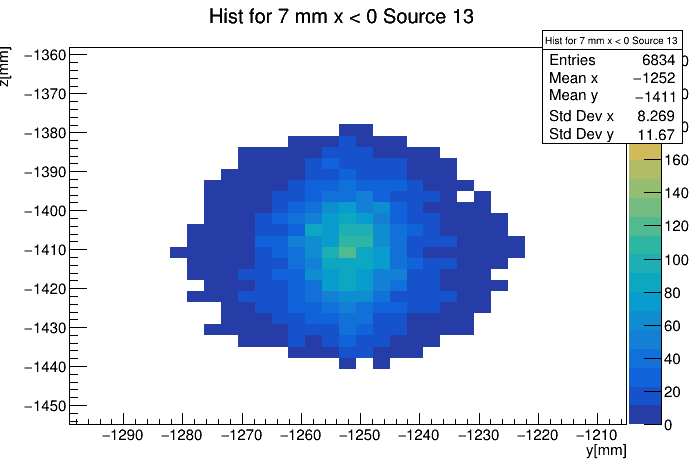 Hist for 7 mm x < 0 Source 13
Hist for 7 mm x < 0 Source 13
Entries 6834
Mean x −1252
Mean y −1411
Std Dev x 8.269
Std Dev y 11.67
z[mm]
−1360
−1370
−1380
−1390
−1400
−1410
−1420
−1430
−1440
−1450
160
140
120
100
80
60
40
20
0
−1290 −1280 −1270 −1260 −1250 −1240 −1230 −1220 −1210
y[mm]